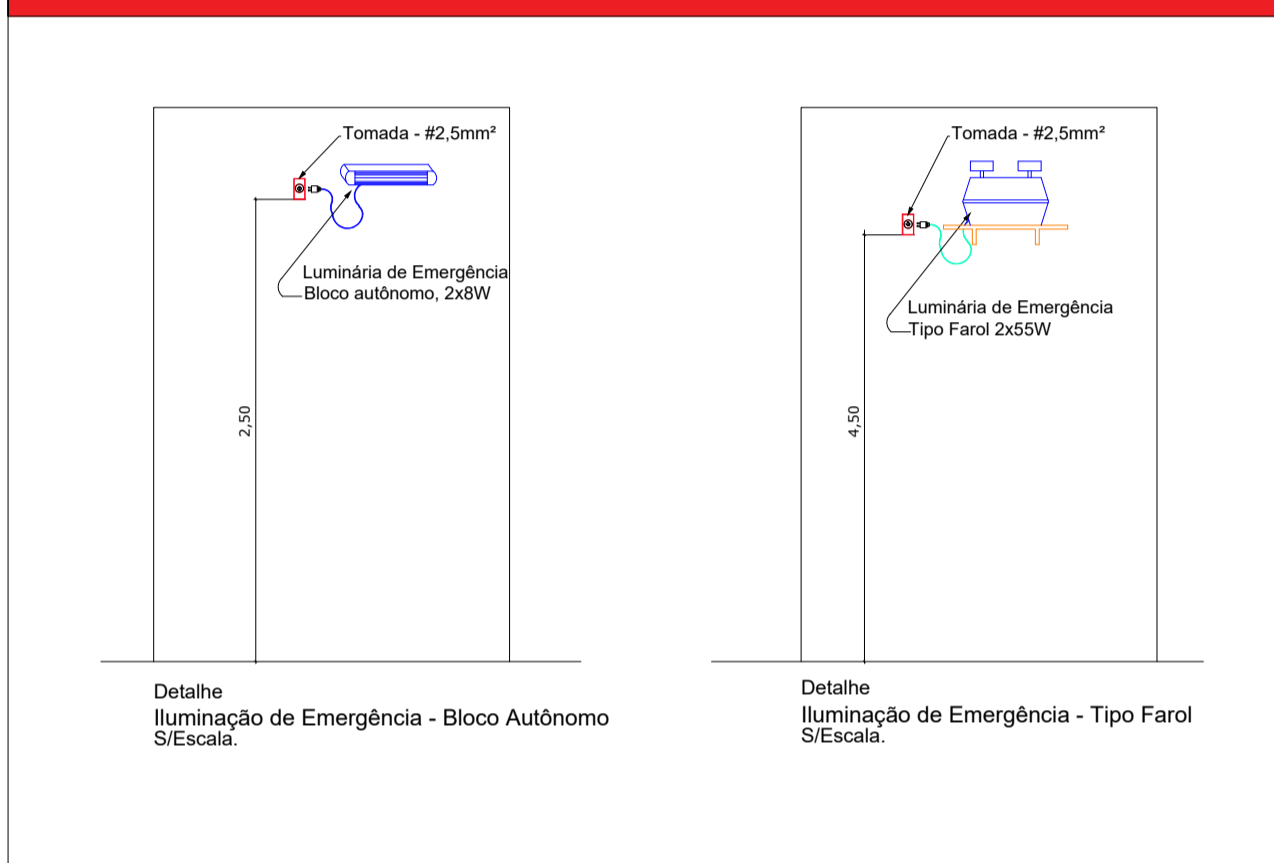 Tomada - #2,5mm²
Luminária de Emergência
Bloco autônomo, 2x8W
2,50
Detalhe
Iluminação de Emergência - Bloco Autônomo
S/Escala.
Tomada - #2,5mm²
Luminária de Emergência
Tipo Farol 2x55W
4,50
Detalhe
Iluminação de Emergência - Tipo Farol
S/Escala.